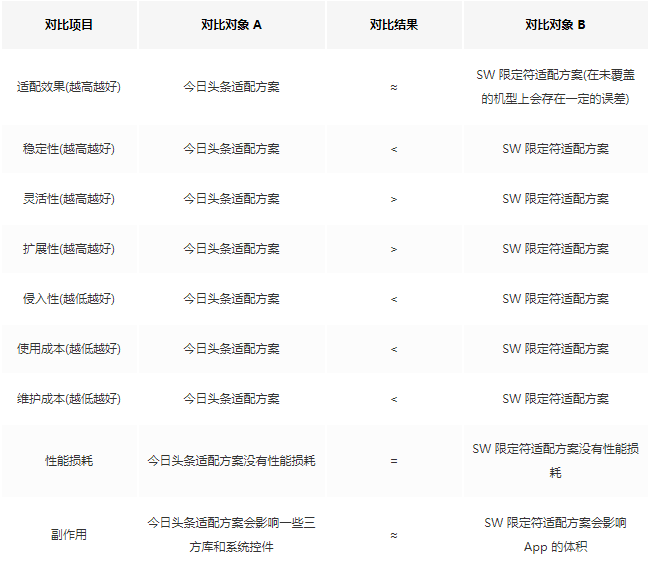 对比项目 对比对象 A 对比结果 对比对象 B
适配效果(越高越好) 今日头条适配方案 ≈ SW 限定符适配方案(在未覆盖
的机型上会存在一定的误差)
稳定性(越高越好) 今日头条适配方案 < SW 限定符适配方案
灵活性(越高越好) 今日头条适配方案 > SW 限定符适配方案
扩展性(越高越好) 今日头条适配方案 > SW 限定符适配方案
侵入性(越低越好) 今日头条适配方案 < SW 限定符适配方案
使用成本(越低越好) 今日头条适配方案 < SW 限定符适配方案
维护成本(越低越好) 今日头条适配方案 < SW 限定符适配方案
性能损耗 今日头条适配方案没有性能损耗 = SW 限定符适配方案没有性能损
耗
副作用 今日头条适配方案会影响一些三
方库和系统控件 ≈ SW 限定符适配方案会影响
App 的体积